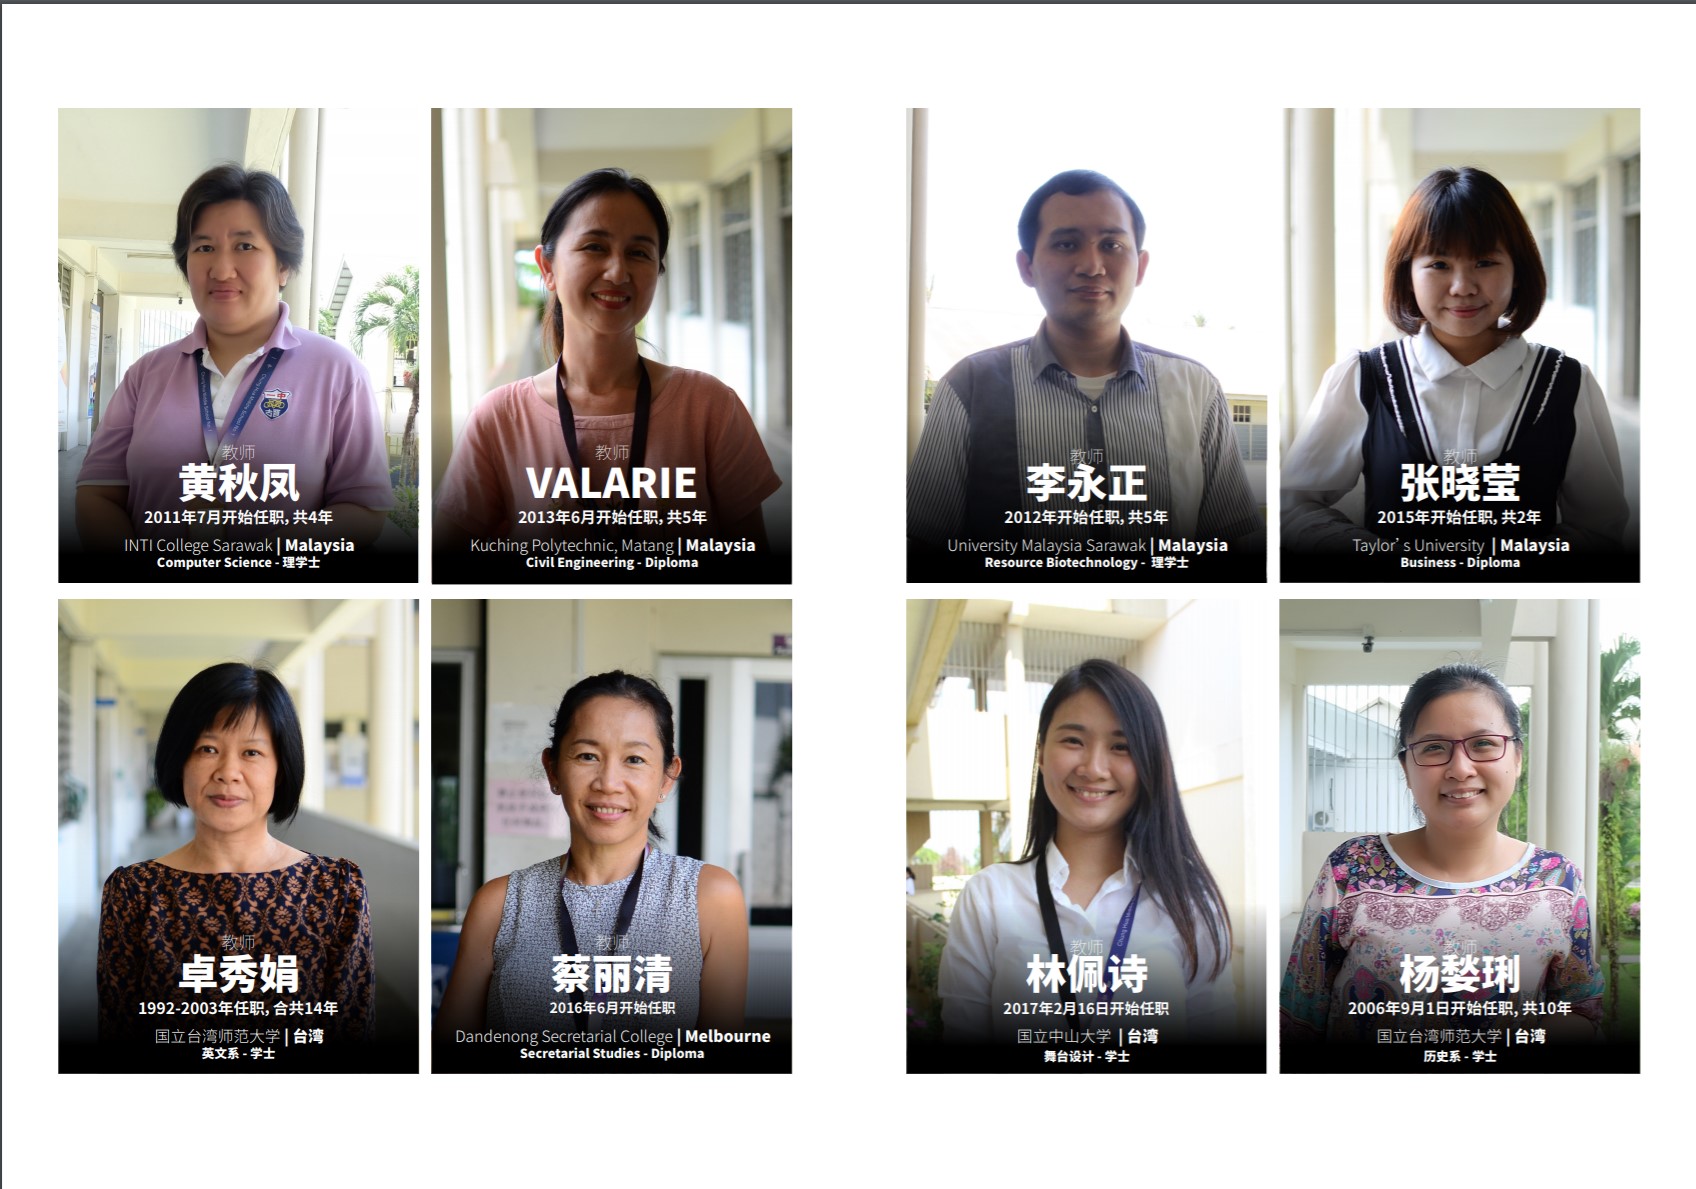 教师
黄秋凤
2011年7月开始任职, 共4年
INTI College Sarawak | Malaysia
Computer Science - 理学士
教师
VALARIE
2013年6月开始任职, 共5年
Kuching Polytechnic, Matang | Malaysia
Civil Engineering - Diploma
教师
李永正
2012年开始任职, 共5年
University Malaysia Sarawak | Malaysia
Resource Biotechnology - 理学士
教师
张晓莹
2015年开始任职, 共2年
Taylor’s University | Malaysia
Business - Diploma
教师
卓秀娟
1992-2003年任职, 合共14年
国立台湾师范大学 | 台湾
英文系 - 学士
教师
蔡丽清
2016年6月开始任职
Dandenong Secretarial College | Melbourne
Secretarial Studies - Diploma
教师
林佩诗
2017年2月16日开始任职
国立中山大学 | 台湾
舞台设计 - 学士
教师
杨婺琍
2006年9月1日开始任职, 共10年
国立台湾师范大学 | 台湾
历史系 - 学士